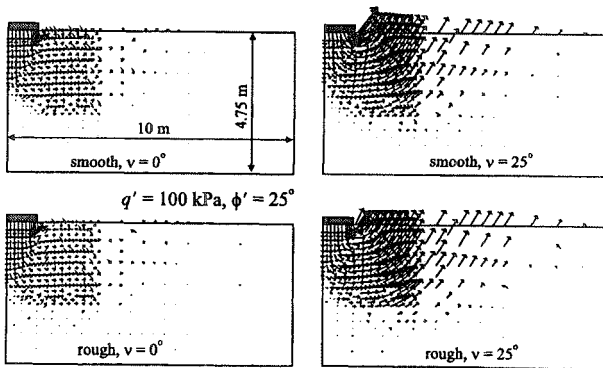 4.75 m
10 m
smooth, ν = 0°
smooth, ν = 25°
q' = 100 kPa, ϕ' = 25°
rough, ν = 0°
rough, ν = 25°